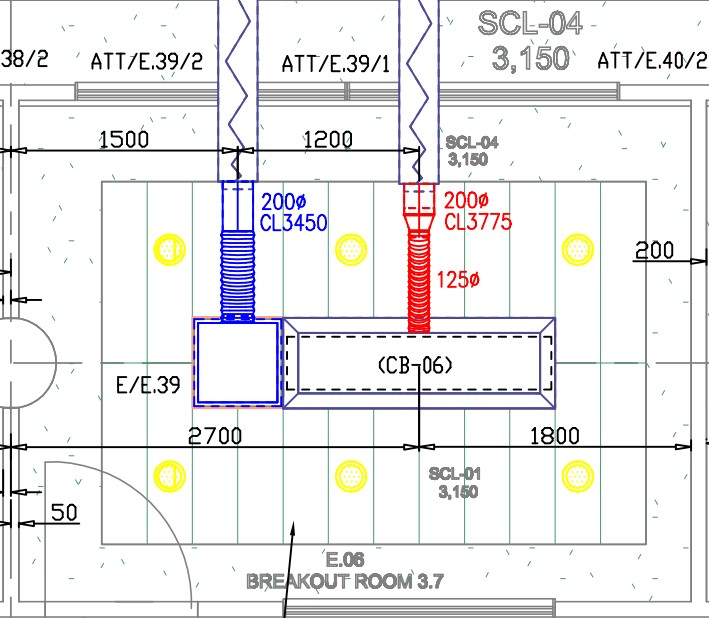 SCL-04
3,150
38/2
ATT/E.39/2
ATT/E.39/1
ATT/E.40/2
1500
1200
SCL-04
3,150
200ø
CL3450
200ø
CL3775
200
125ø
(CB-06)
E/E.39
2700
1800
SCL-01
3,150
50
E.06
BREAKOUT ROOM 3.7